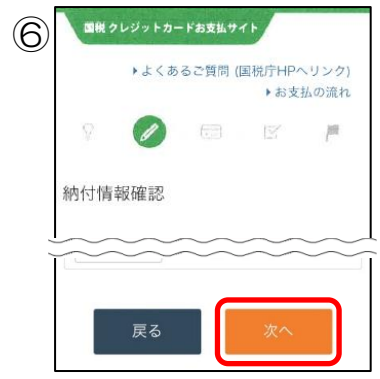 ⑥
国税 クレジットカードお支払サイト
よくあるご質問 (国税庁HPへリンク)
お支払の流れ
納付情報確認
戻る
次へ